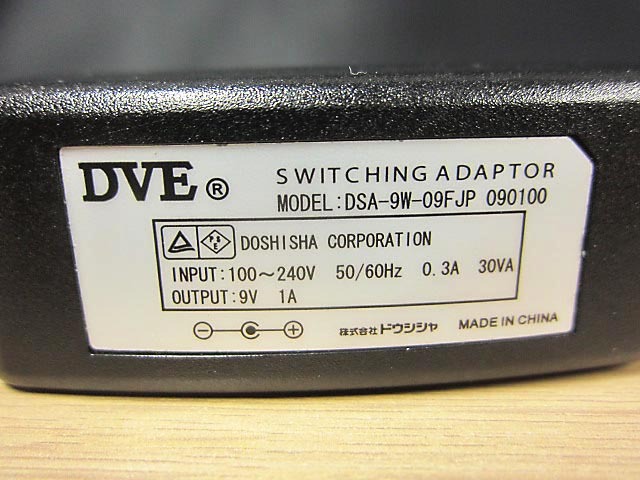 DVE®
SWITCHING ADAPTOR
MODEL:DSA-9W-09FJP 090100
DOSHISHA CORPORATION
INPUT:100～240V 50/60Hz 0.3A 30VA
OUTPUT:9V 1A
株式会社 ドウシシャ MADE IN CHINA